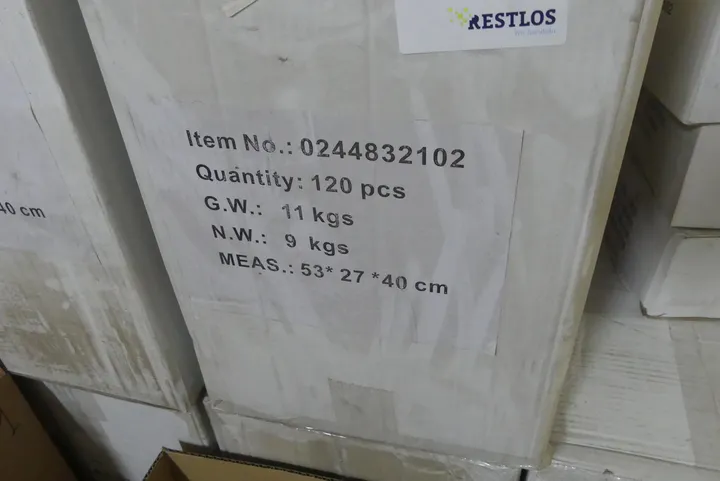 RESTLOS
Item No.: 0244832102
Quantity: 120 pcs
G.W.: 11 kgs
N.W.: 9 kgs
MEAS.: 53* 27 *40 cm
40 cm